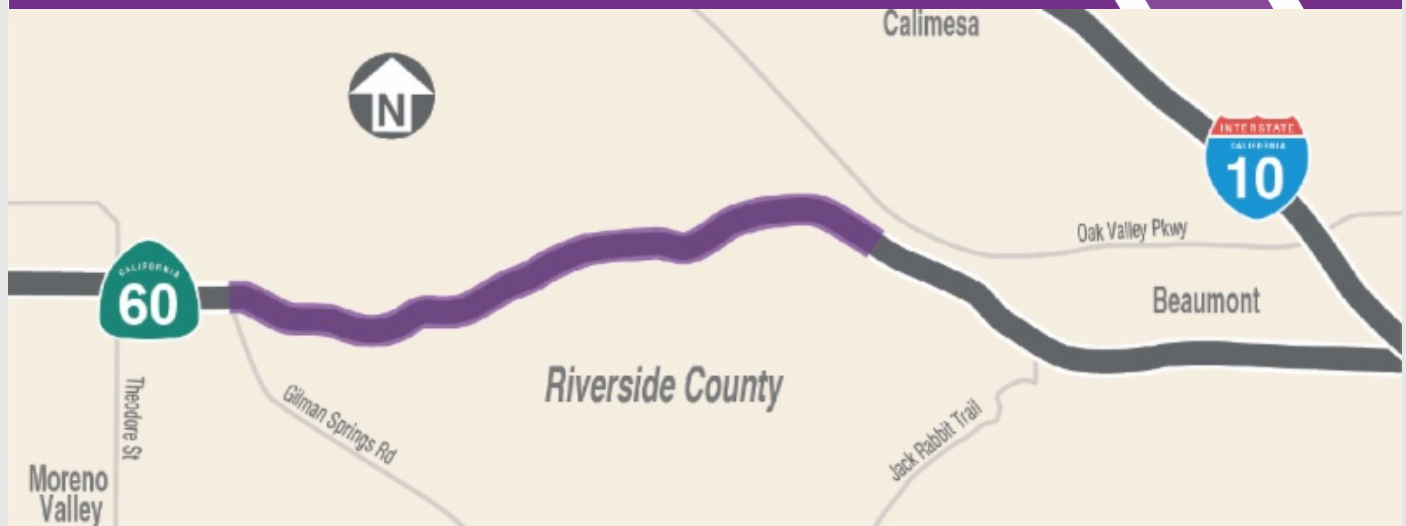 Calimesa
N
INTERSTATE
CALIFORNIA
10
Oak Valley Pkwy
CALIFORNIA
60
Beaumont
Riverside County
Theodore St
Gilman Springs Rd
Jack Rabbit Trail
Moreno
Valley